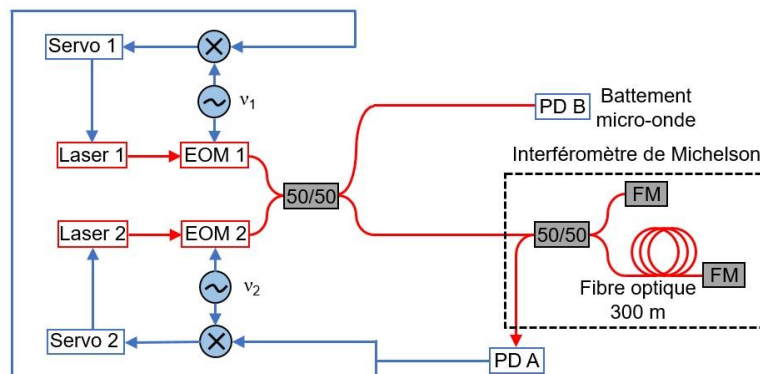 Servo 1
ν₁
Laser 1
EOM 1
50/50
PD B
Battement
micro-onde
Interféromètre de Michelson
FM
50/50
Laser 2
EOM 2
FM
Fibre optique
300 m
ν₂
Servo 2
PD A